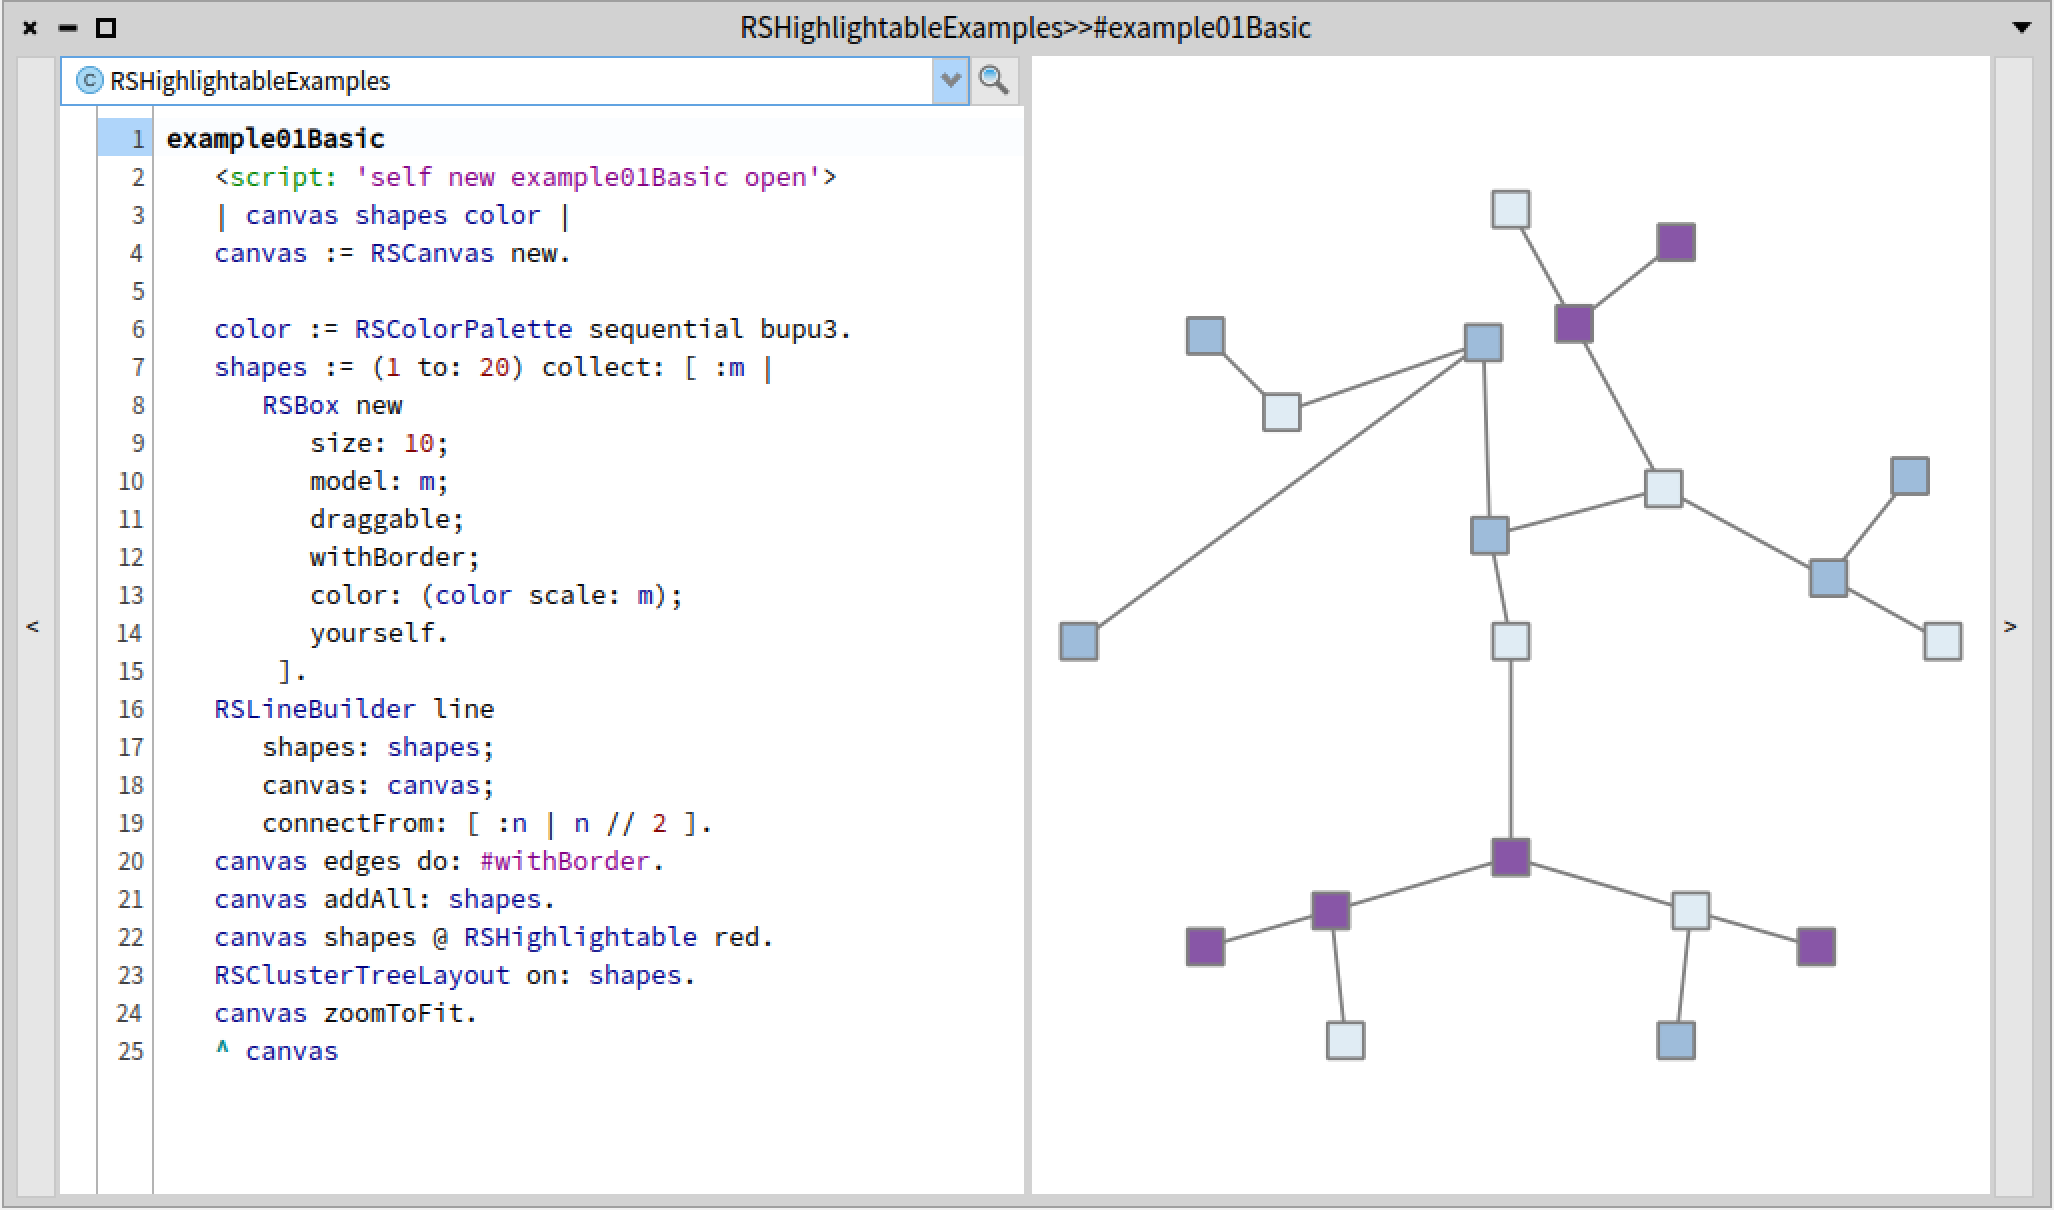 RSHighlightableExamples>>#example01Basic
RSHighlightableExamples
1 example01Basic
2 <script: 'self new example01Basic open'>
3 | canvas shapes color |
4 canvas := RSCanvas new.
5
6 color := RSColorPalette sequential bupu3.
7 shapes := (1 to: 20) collect: [ :m |
8 RSBox new
9 size: 10;
10 model: m;
11 draggable;
12 withBorder;
13 color: (color scale: m);
14 yourself.
15 ].
16 RSLineBuilder line
17 shapes: shapes;
18 canvas: canvas;
19 connectFrom: [ :n | n // 2 ].
20 canvas edges do: #withBorder.
21 canvas addAll: shapes.
22 canvas shapes @ RSHighlightable red.
23 RSClusterTreeLayout on: shapes.
24 canvas zoomToFit.
25 ^ canvas
<
>